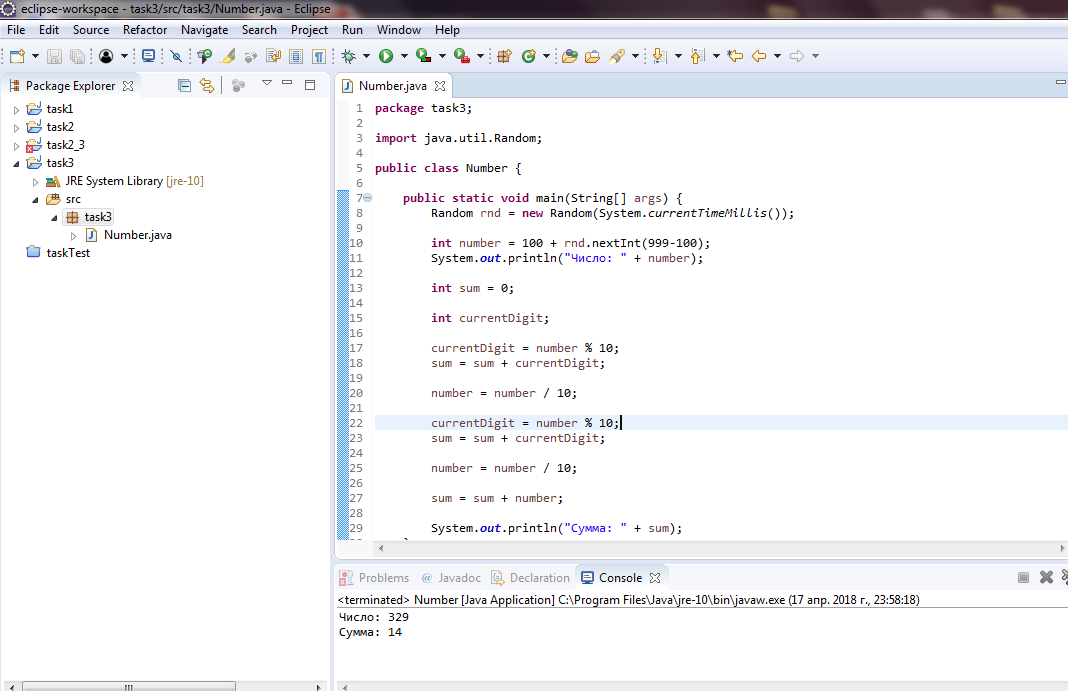 eclipse-workspace - task3/src/task3/Number.java - Eclipse
File Edit Source Refactor Navigate Search Project Run Window Help
Package Explorer
task1
task2
task2_3
task3
JRE System Library [jre-10]
src
task3
Number.java
taskTest
Number.java
1 package task3;
2
3 import java.util.Random;
4
5 public class Number {
6
7 public static void main(String[] args) {
8 Random rnd = new Random(System.currentTimeMillis());
9
10 int number = 100 + rnd.nextInt(999-100);
11 System.out.println("Число: " + number);
12
13 int sum = 0;
14
15 int currentDigit;
16
17 currentDigit = number % 10;
18 sum = sum + currentDigit;
19
20 number = number / 10;
21
22 currentDigit = number % 10;
23 sum = sum + currentDigit;
24
25 number = number / 10;
26
27 sum = sum + number;
28
29 System.out.println("Сумма: " + sum);
Problems @ Javadoc Declaration Console
<terminated> Number [Java Application] C:\Program Files\Java\jre-10\bin\javaw.exe (17 апр. 2018 г., 23:58:18)
Число: 329
Сумма: 14